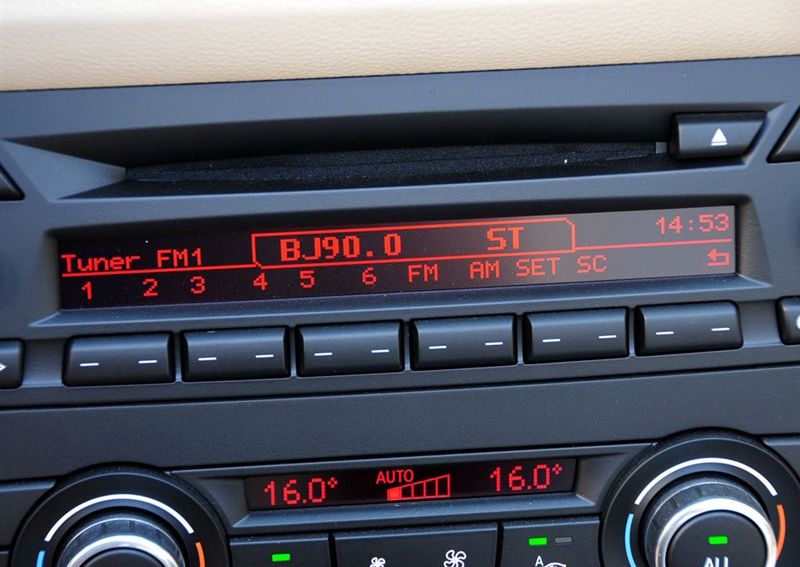 BJ90.0 ST 14:53
Tuner FM1
1 2 3 4 5 6 FM AM SET SC
16.0° AUTO 16.0°
A ALL